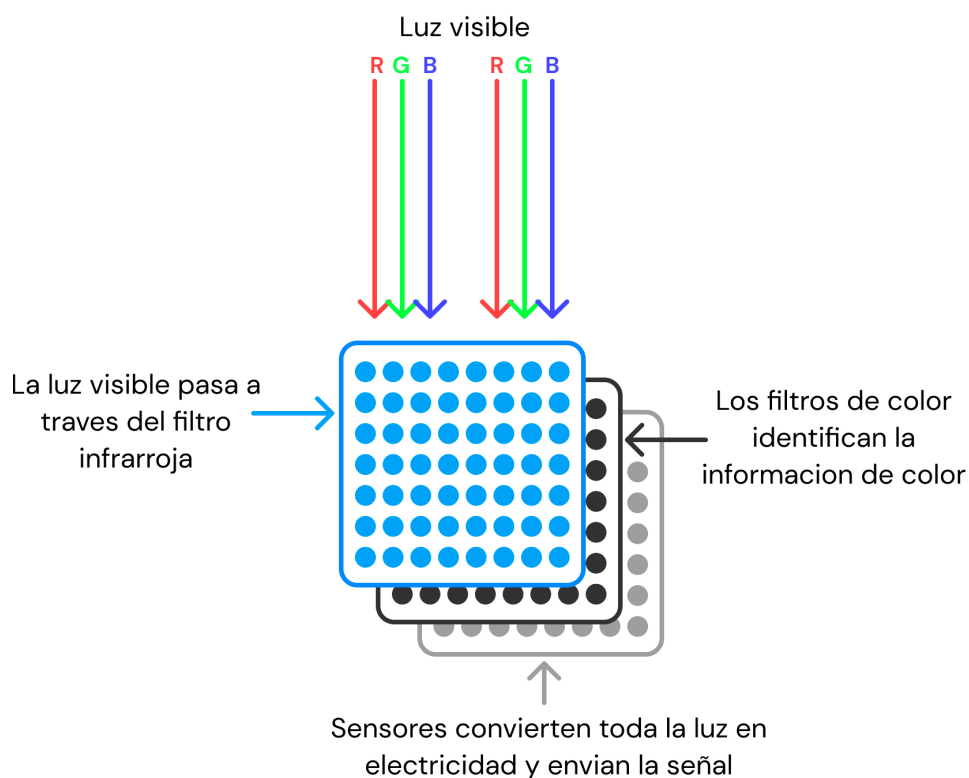 Luz visible
R G B R G B
La luz visible pasa a
traves del filtro
infrarroja
Los filtros de color
identifican la
informacion de color
Sensores convierten toda la luz en
electricidad y envian la señal